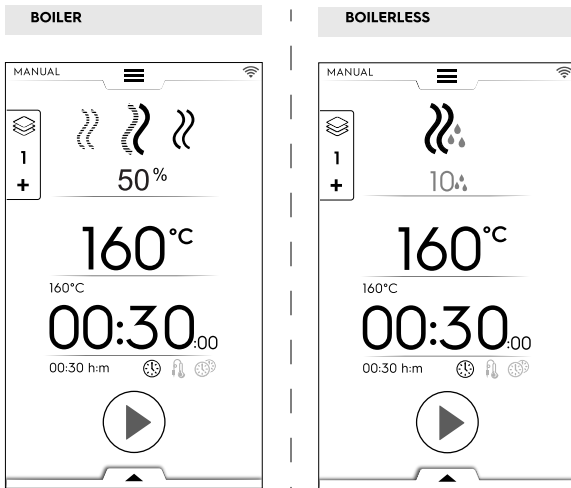 BOILER
MANUAL
1
+
50%
160°C
160°C
00:30:00
00:30 h:m
BOILERLESS
MANUAL
1
+
10
160°C
160°C
00:30:00
00:30 h:m